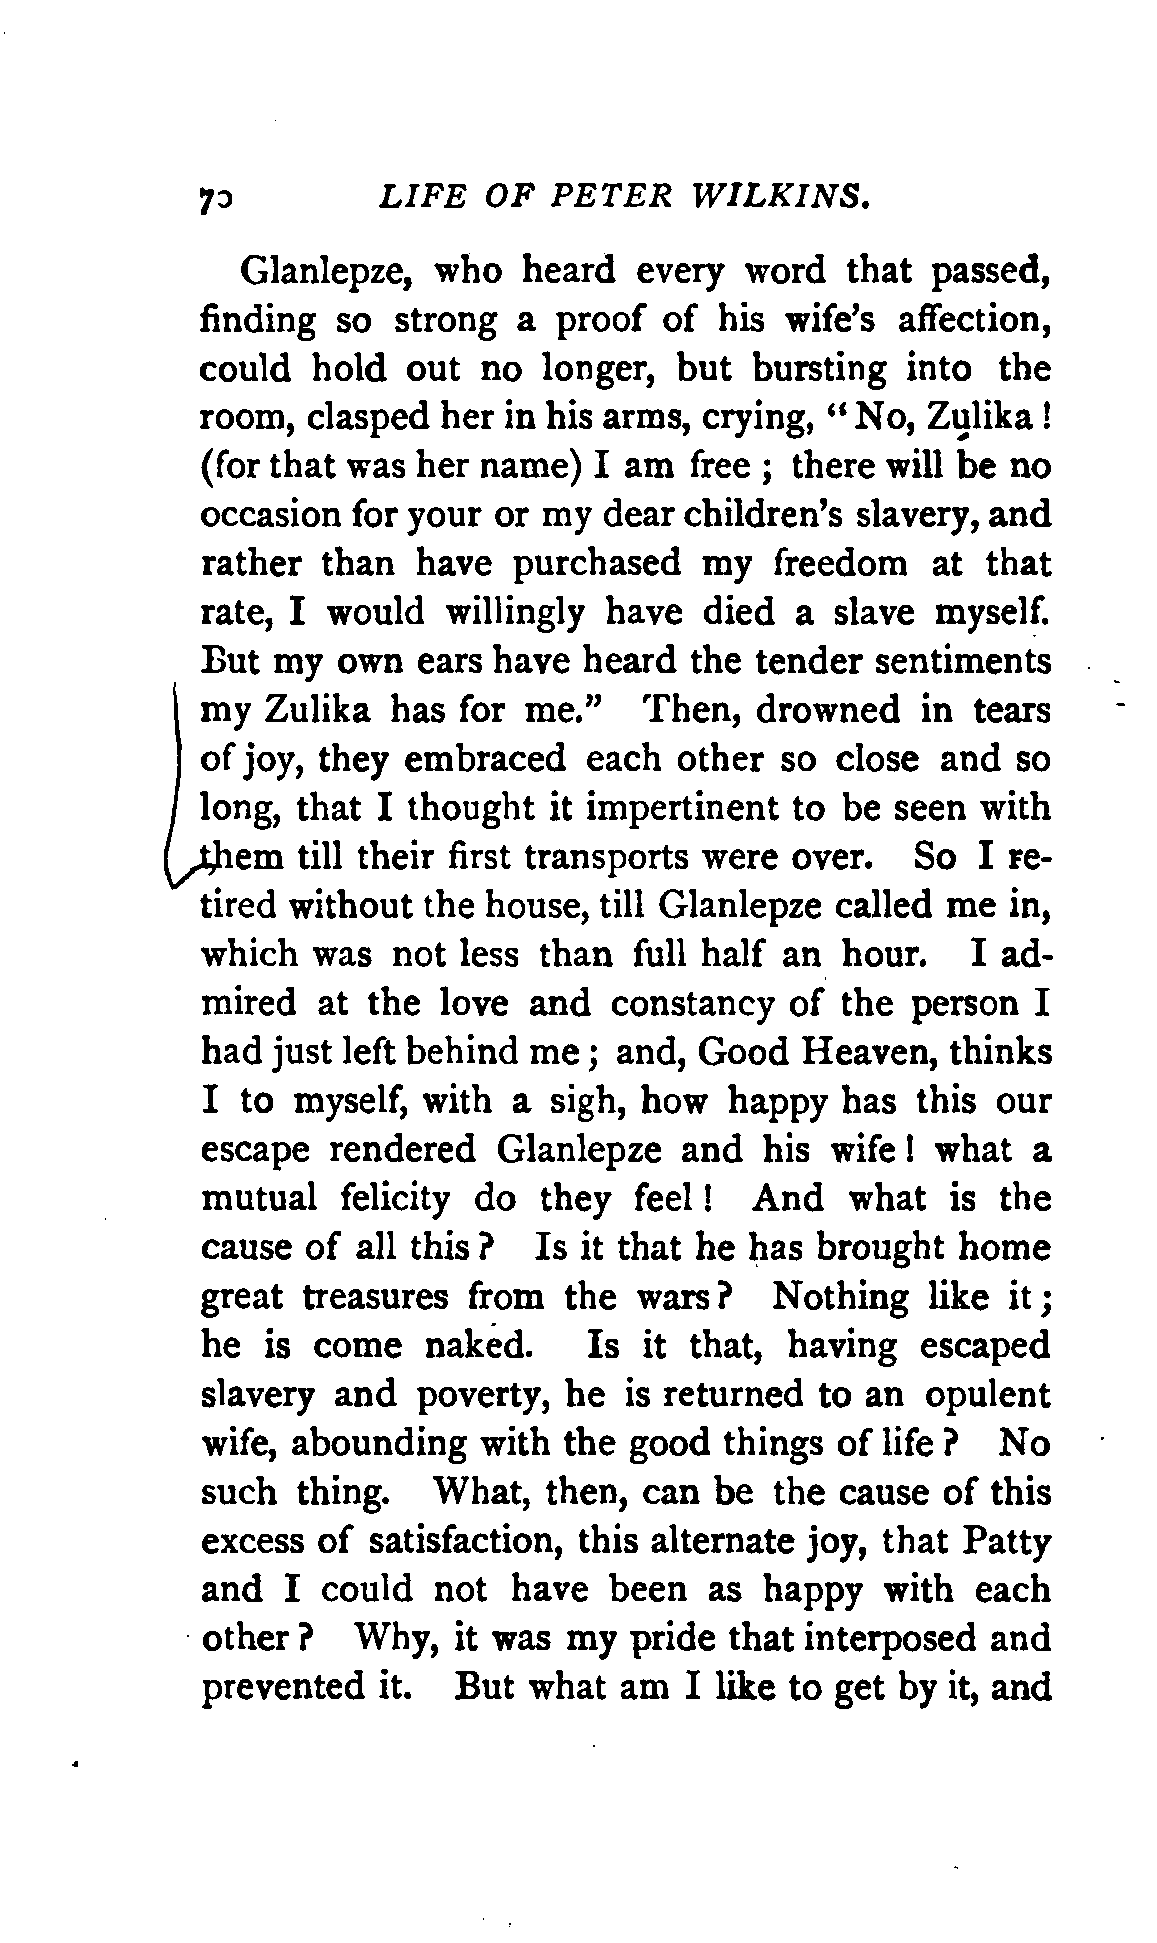 70 LIFE OF PETER WILKINS.
Glanlepze, who heard every word that passed,
finding so strong a proof of his wife's affection,
could hold out no longer, but bursting into the
room, clasped her in his arms, crying, “ No, Zulika !
(for that was her name) I am free ; there will be no
occasion for your or my dear children's slavery, and
rather than have purchased my freedom at that
rate, I would willingly have died a slave myself.
But my own ears have heard the tender sentiments
my Zulika has for me.” Then, drowned in tears
of joy, they embraced each other so close and so
long, that I thought it impertinent to be seen with
them till their first transports were over. So I re-
tired without the house, till Glanlepze called me in,
which was not less than full half an hour. I ad-
mired at the love and constancy of the person I
had just left behind me ; and, Good Heaven, thinks
I to myself, with a sigh, how happy has this our
escape rendered Glanlepze and his wife ! what a
mutual felicity do they feel ! And what is the
cause of all this ? Is it that he has brought home
great treasures from the wars ? Nothing like it ;
he is come naked. Is it that, having escaped
slavery and poverty, he is returned to an opulent
wife, abounding with the good things of life ? No
such thing. What, then, can be the cause of this
excess of satisfaction, this alternate joy, that Patty
and I could not have been as happy with each
other ? Why, it was my pride that interposed and
prevented it. But what am I like to get by it, and